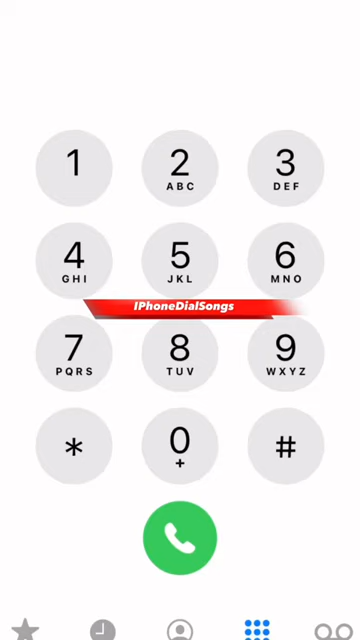 1 2 3
ABC DEF
4 5 6
GHI JKL MNO
IPhoneDialSongs
7 8 9
PQRS TUV WXYZ
* 0 #
+